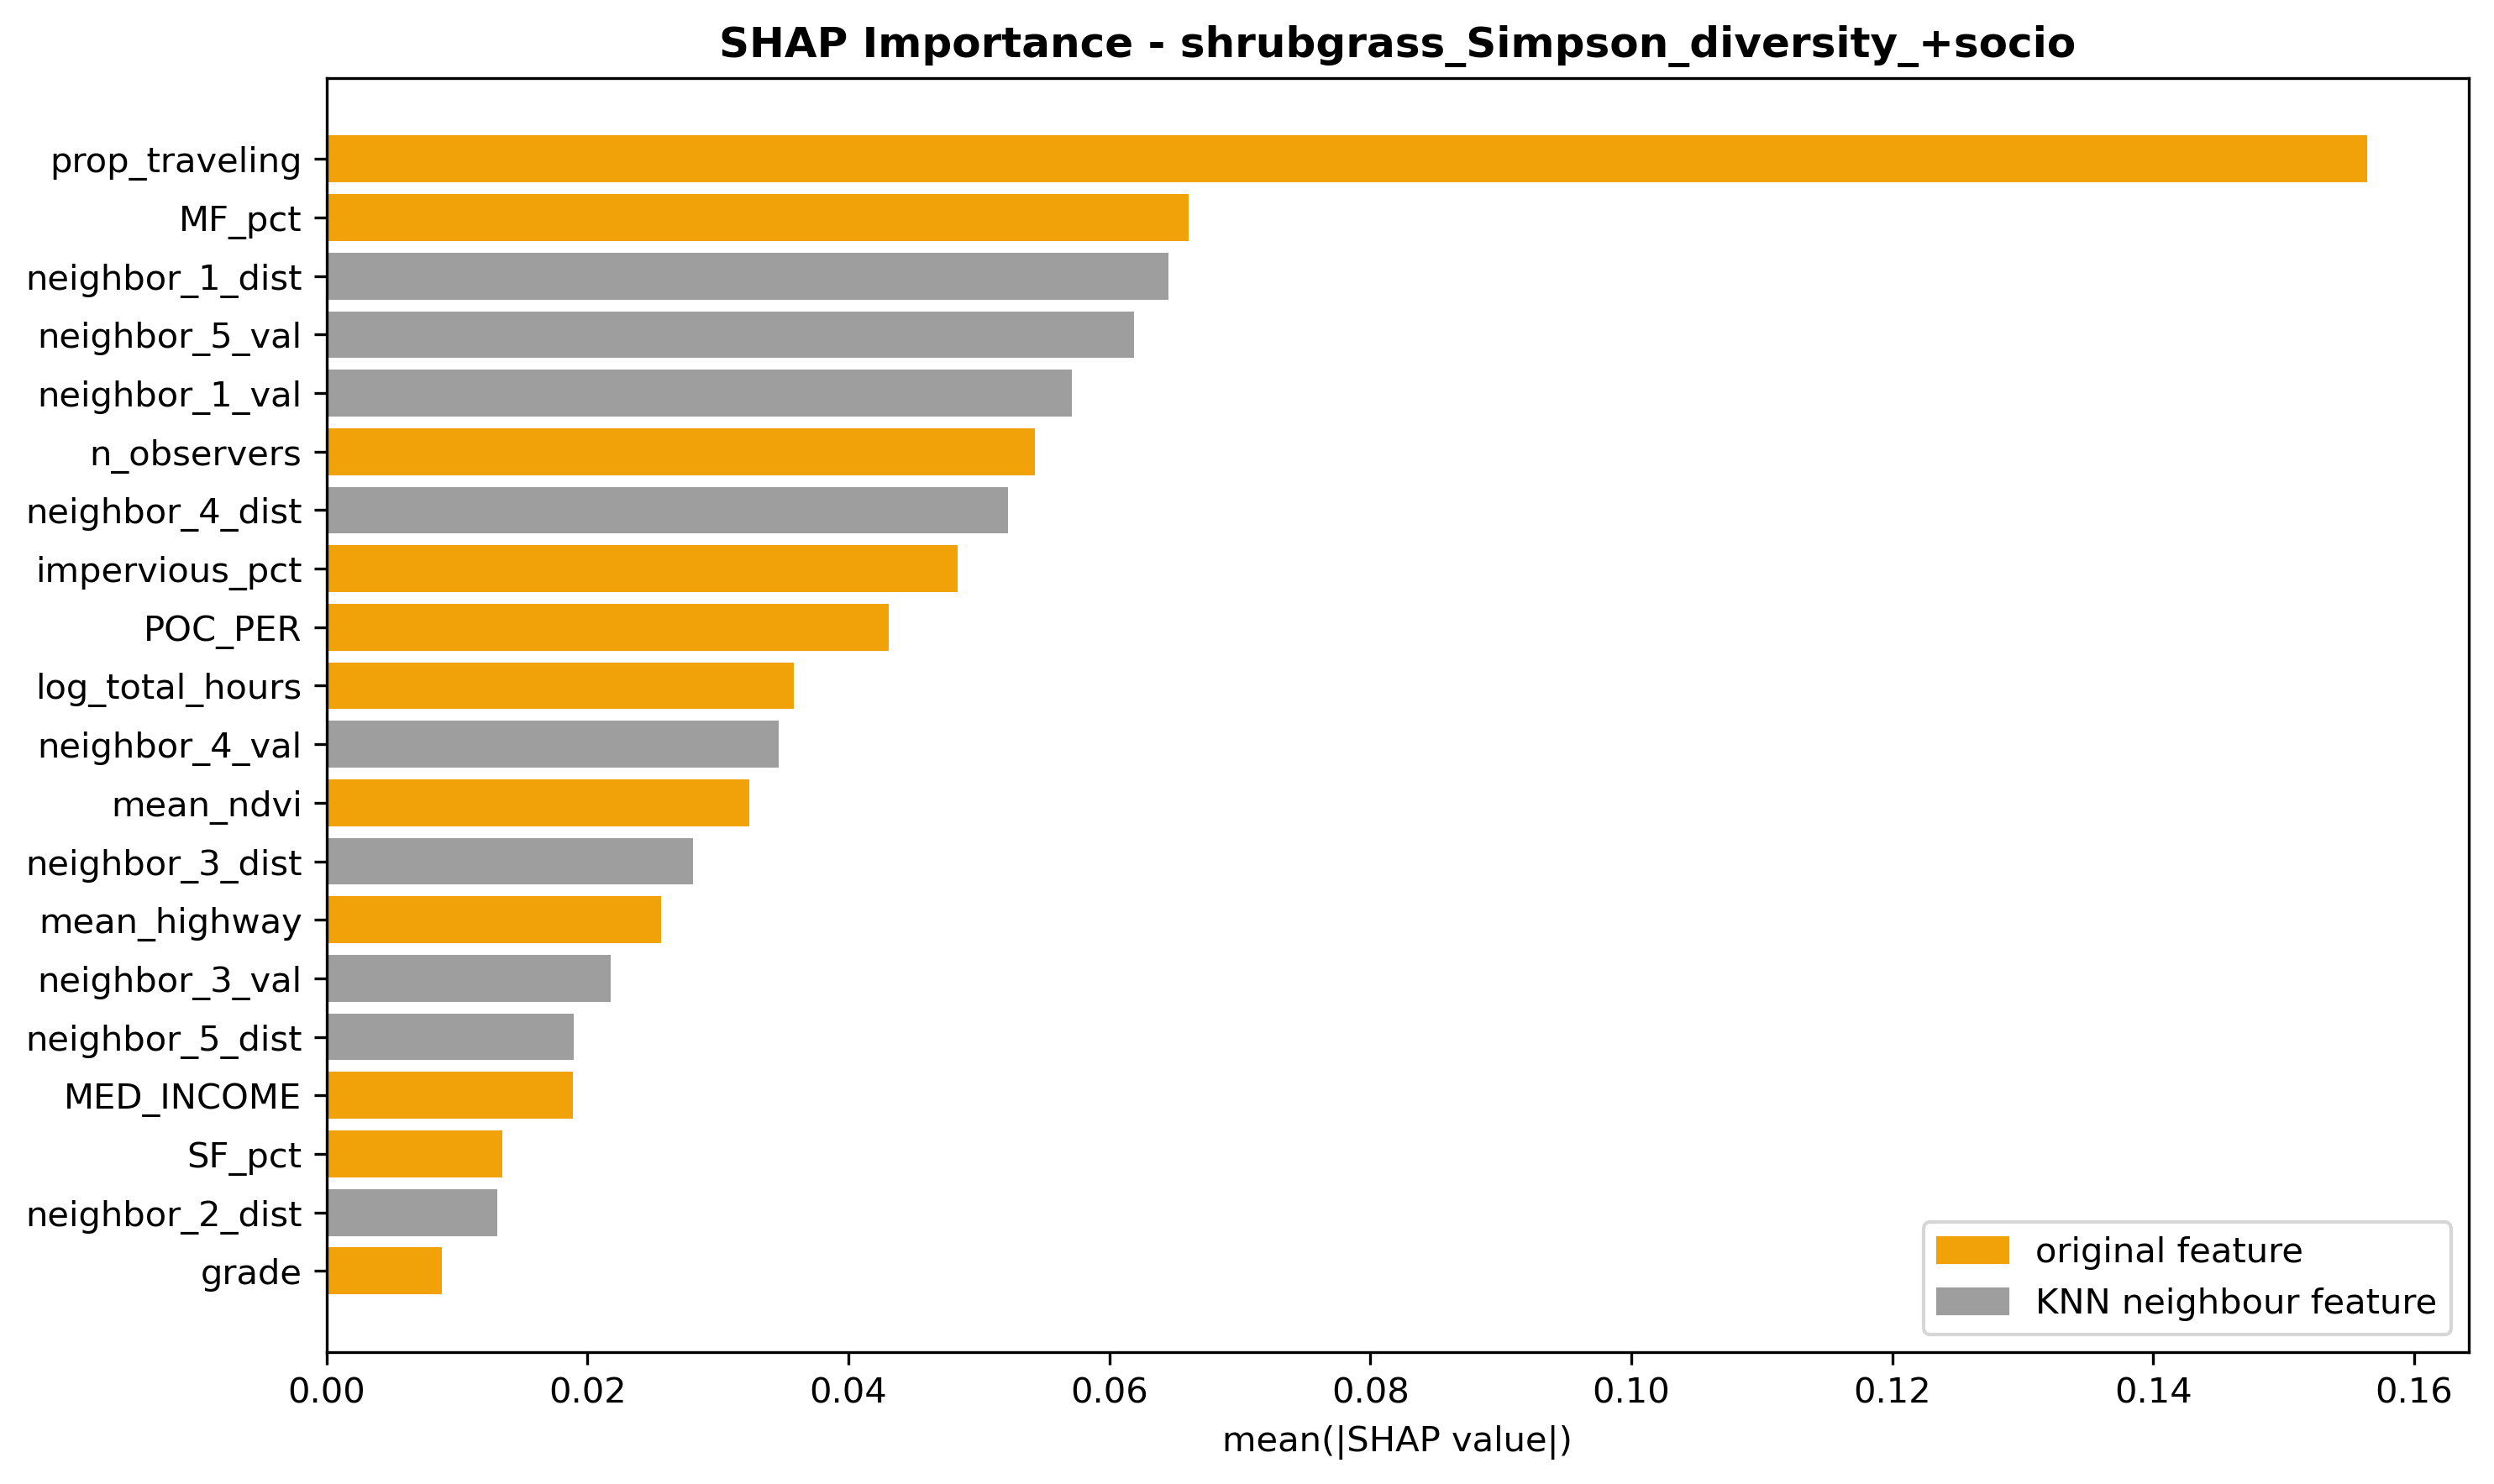 SHAP Importance - shrubgrass_Simpson_diversity_+socio
prop_traveling
MF_pct
neighbor_1_dist
neighbor_5_val
neighbor_1_val
n_observers
neighbor_4_dist
impervious_pct
POC_PER
log_total_hours
neighbor_4_val
mean_ndvi
neighbor_3_dist
mean_highway
neighbor_3_val
neighbor_5_dist
MED_INCOME
SF_pct
neighbor_2_dist
grade
original feature
KNN neighbour feature
0.00 0.02 0.04 0.06 0.08 0.10 0.12 0.14 0.16
mean(|SHAP value|)